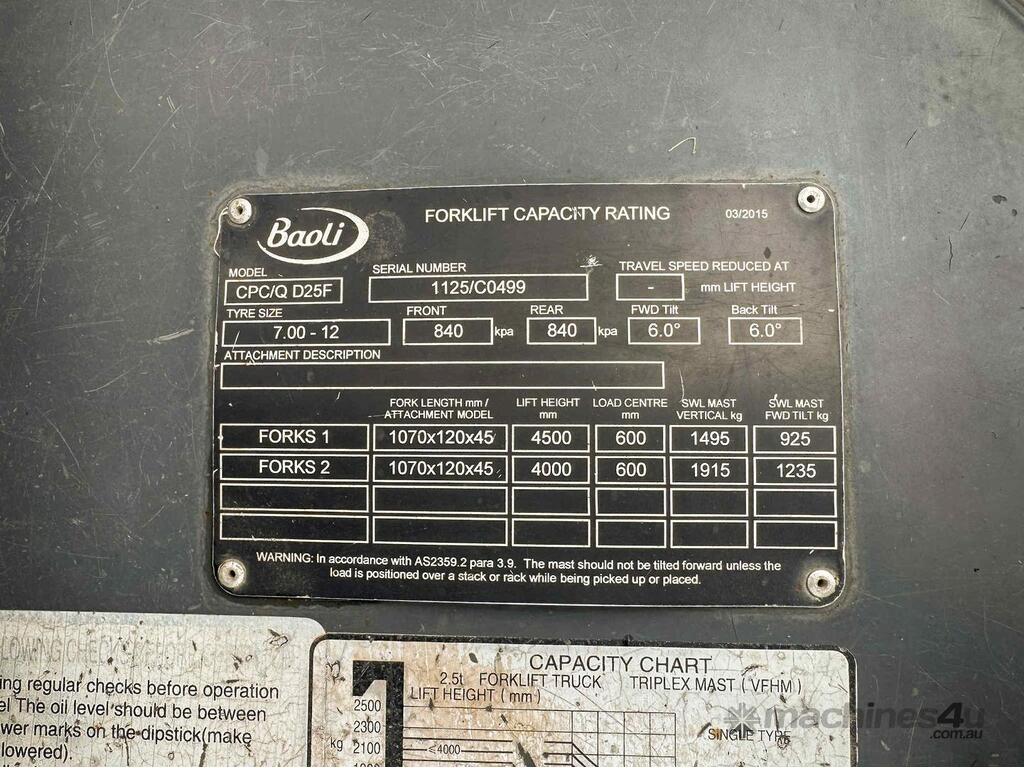 Baoli
FORKLIFT CAPACITY RATING 03/2015
MODEL SERIAL NUMBER TRAVEL SPEED REDUCED AT
CPC/Q D25F 1125/C0499 - mm LIFT HEIGHT
TYRE SIZE FRONT REAR FWD Tilt Back Tilt
7.00 - 12 840 kpa 840 kpa 6.0° 6.0°
ATTACHMENT DESCRIPTION
FORK LENGTH mm / LIFT HEIGHT LOAD CENTRE SWL MAST SWL MAST
ATTACHMENT MODEL mm mm VERTICAL kg FWD TILT kg
FORKS 1 1070x120x45 4500 600 1495 925
FORKS 2 1070x120x45 4000 600 1915 1235
WARNING: In accordance with AS2359.2 para 3.9. The mast should not be tilted forward unless the
load is positioned over a stack or rack while being picked up or placed.
ing regular checks before operation
el The oil level should be between
wer marks on the dipstick(make
lowered).
1
CAPACITY CHART
2.5t FORKLIFT TRUCK TRIPLEX MAST ( VFHM )
LIFT HEIGHT ( mm )
2500
2300
kg 2100 ≤4000
SINGLE TYPE
machines4u
.com.au